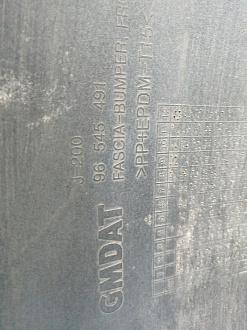 J-200
GMDAT 96 545 491
FASCIA-BUMPER, FR
>PP+EPDM-T15<